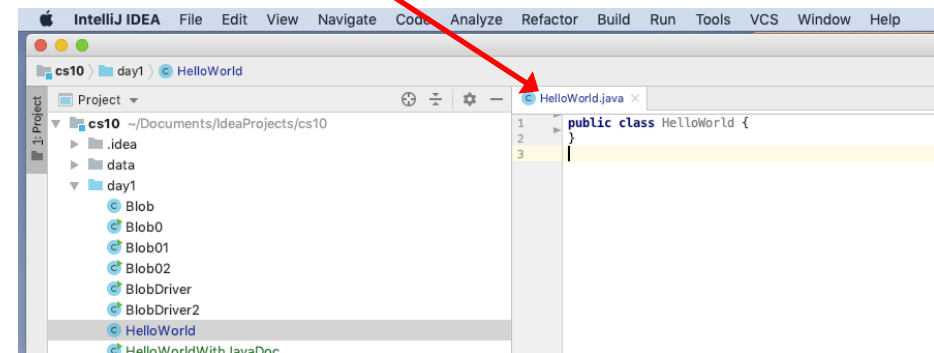 IntelliJ IDEA File Edit View Navigate Code Analyze Refactor Build Run Tools VCS Window Help
cs10 day1 HelloWorld
1: Project
Project
HelloWorld.java
cs10 ~/Documents/IdeaProjects/cs10
.idea
data
day1
Blob
Blob0
Blob01
Blob02
BlobDriver
BlobDriver2
HelloWorld
HelloWorldWithJavaDoc
1 public class HelloWorld {
2 }
3